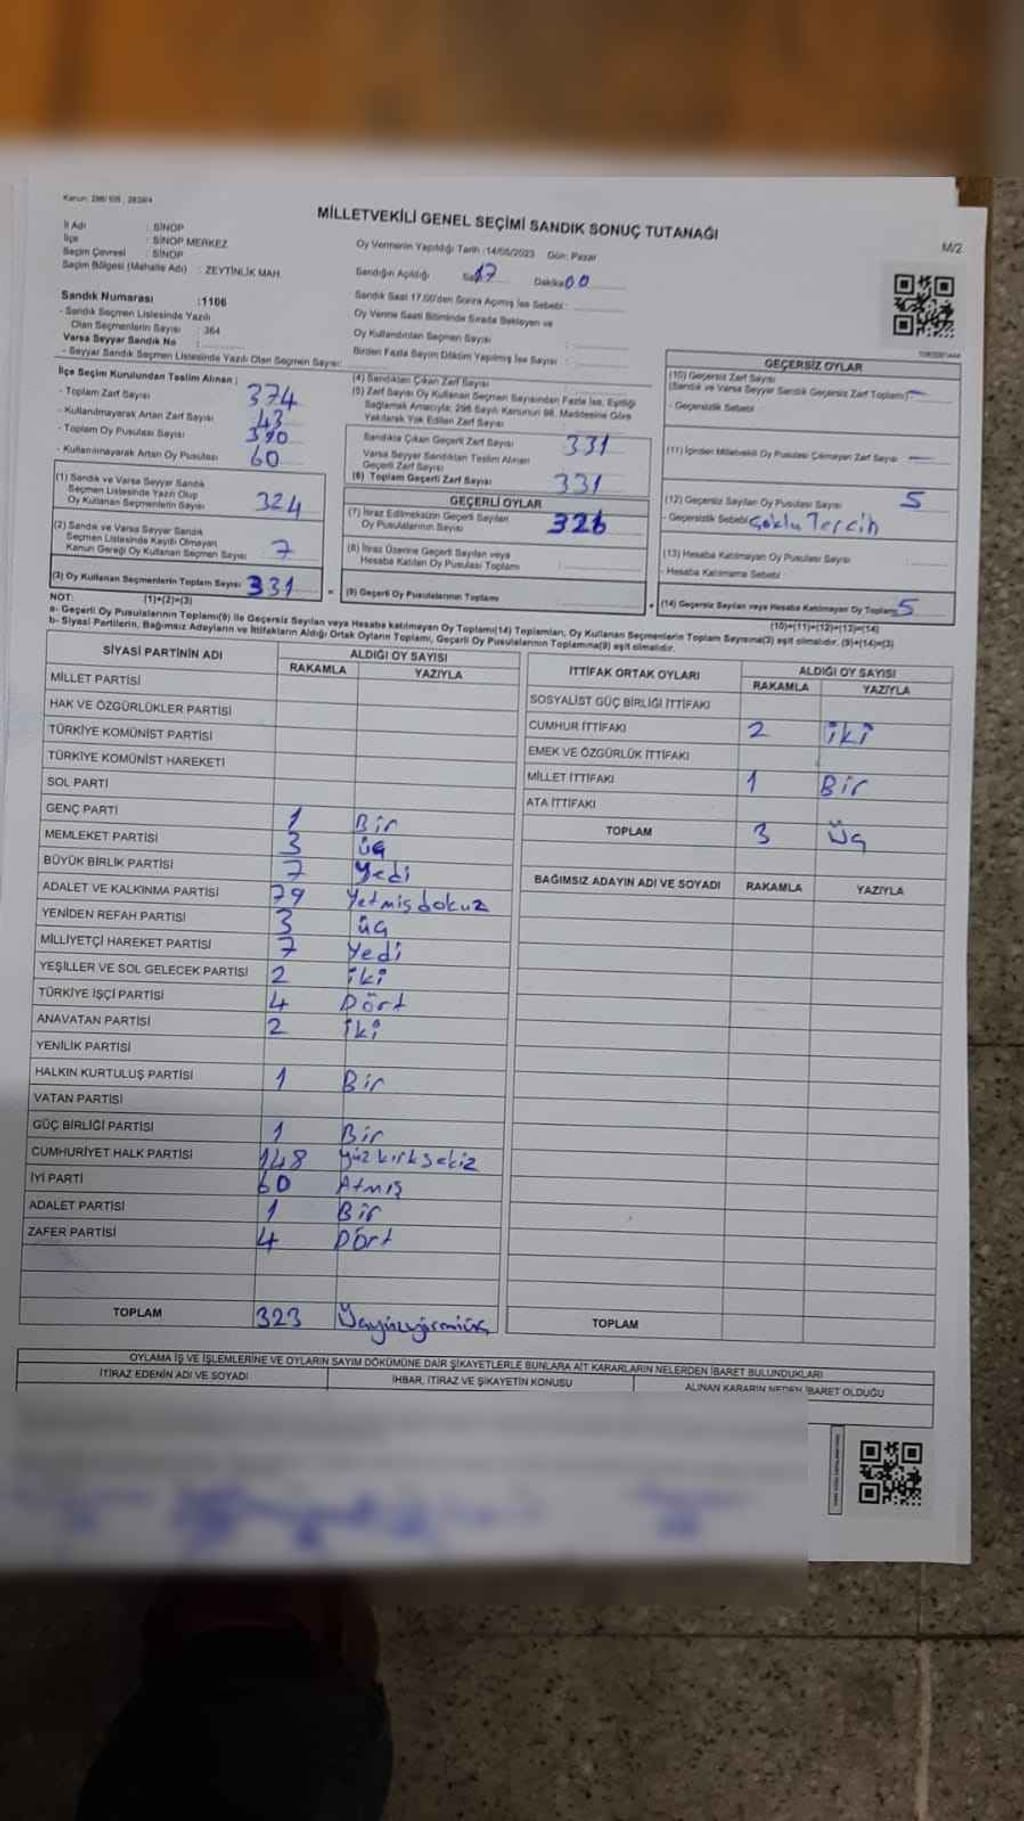 Karun: 298/105, 2839/4
MİLLETVEKİLİ GENEL SEÇİMİ SANDIK SONUÇ TUTANAĞI
M/2
İl Adı : SİNOP
İlçe : SİNOP MERKEZ
Seçim Çevresi : SİNOP
Seçim Bölgesi (Mahalle Adı) : ZEYTİNLİK MAH.
Oy Vermenin Yapıldığı Tarih : 14/05/2023 Gün: Pazar
Sandığın Açıldığı Saat 17 Dakika 00
Sandık Saat 17.00'den Sonra Açılmış İse Sebebi :
Oy Verme Saati Bitiminde Sırada Bekleyen ve
Oy Kullandırılan Seçmen Sayısı :
Birden Fazla Sayım Döküm Yapılmış İse Sayısı :
Sandık Numarası : 1106
- Sandık Seçmen Listesinde Yazılı
Olan Seçmenlerin Sayısı : 364
Varsa Seyyar Sandık No :
- Seyyar Sandık Seçmen Listesinde Yazılı Olan Seçmen Sayısı:
İlçe Seçim Kurulundan Teslim Alınan :
- Toplam Zarf Sayısı 374
- Kullanılmayarak Artan Zarf Sayısı 43
- Toplam Oy Pusulası Sayısı 390
- Kullanılmayarak Artan Oy Pusulası 60
(1) Sandık ve Varsa Seyyar Sandık
Seçmen Listesinde Yazılı Olup
Oy Kullanan Seçmenlerin Sayısı 324
(2) Sandık ve Varsa Seyyar Sandık
Seçmen Listesinde Kayıtlı Olmayan
Kanun Gereği Oy Kullanan Seçmen Sayısı 7
(3) Oy Kullanan Seçmenlerin Toplam Sayısı 331
(1)+(2)=(3)
(4) Sandıktan Çıkan Zarf Sayısı :
(5) Zarf Sayısı Oy Kullanan Seçmen Sayısından Fazla İse, Eşitliği
Sağlamak Amacıyla; 298 Sayılı Kanunun 98. Maddesine Göre
Yakılarak Yok Edilen Zarf Sayısı
Sandıkta Çıkan Geçerli Zarf Sayısı 331
Varsa Seyyar Sandıktan Teslim Alınan
Geçerli Zarf Sayısı
(6) Toplam Geçerli Zarf Sayısı 331
GEÇERLİ OYLAR
(7) İtiraz Edilmeksizin Geçerli Sayılan
Oy Pusulalarının Sayısı 326
(8) İtiraz Üzerine Geçerli Sayılan veya
Hesaba Katılan Oy Pusulası Toplamı
(9) Geçerli Oy Pusulalarının Toplamı
GEÇERSİZ OYLAR
(10) Geçersiz Zarf Sayısı
(Sandık ve Varsa Seyyar Sandık Geçersiz Zarf Toplamı) —
- Geçersizlik Sebebi
(11) İçinden Milletvekili Oy Pusulası Çıkmayan Zarf Sayısı —
(12) Geçersiz Sayılan Oy Pusulası Sayısı 5
- Geçersizlik Sebebi Çoklu Tercih
(13) Hesaba Katılmayan Oy Pusulası Sayısı
- Hesaba Katılmama Sebebi
(14) Geçersiz Sayılan veya Hesaba Katılmayan Oy Toplamı 5
(10)+(11)+(12)+(13)=(14)
NOT:
a- Geçerli Oy Pusulalarının Toplamı(9) ile Geçersiz Sayılan veya Hesaba Katılmayan Oy Toplamı(14) Toplamları, Oy Kullanan Seçmenlerin Toplam Sayısına(3) eşit olmalıdır. (9)+(14)=(3)
b- Siyasi Partilerin, Bağımsız Adayların ve İttifakların Aldığı Ortak Oyların Toplamı, Geçerli Oy Pusulalarının Toplamına(9) eşit olmalıdır.
SİYASİ PARTİNİN ADI ALDIĞI OY SAYISI
RAKAMLA YAZIYLA
MİLLET PARTİSİ
HAK VE ÖZGÜRLÜKLER PARTİSİ
TÜRKİYE KOMÜNİST PARTİSİ
TÜRKİYE KOMÜNİST HAREKETİ
SOL PARTİ
GENÇ PARTİ 1 Bir
MEMLEKET PARTİSİ 3 üç
BÜYÜK BİRLİK PARTİSİ 7 Yedi
ADALET VE KALKINMA PARTİSİ 79 Yetmişdokuz
YENİDEN REFAH PARTİSİ 3 üç
MİLLİYETÇİ HAREKET PARTİSİ 7 Yedi
YEŞİLLER VE SOL GELECEK PARTİSİ 2 iki
TÜRKİYE İŞÇİ PARTİSİ 4 Dört
ANAVATAN PARTİSİ 2 iki
YENİLİK PARTİSİ
HALKIN KURTULUŞ PARTİSİ 1 Bir
VATAN PARTİSİ
GÜÇ BİRLİĞİ PARTİSİ 1 Bir
CUMHURİYET HALK PARTİSİ 148 yüzkırksekiz
İYİ PARTİ 60 Atmış
ADALET PARTİSİ 1 Bir
ZAFER PARTİSİ 4 Dört
TOPLAM 323 Üçyüzyirmiüç
İTTİFAK ORTAK OYLARI ALDIĞI OY SAYISI
RAKAMLA YAZIYLA
SOSYALİST GÜÇ BİRLİĞİ İTTİFAKI
CUMHUR İTTİFAKI 2 iki
EMEK VE ÖZGÜRLÜK İTTİFAKI
MİLLET İTTİFAKI 1 Bir
ATA İTTİFAKI
TOPLAM 3 Üç
BAĞIMSIZ ADAYIN ADI VE SOYADI RAKAMLA YAZIYLA
TOPLAM
OYLAMA İŞ VE İŞLEMLERİNE VE OYLARIN SAYIM DÖKÜMÜNE DAİR ŞİKAYETLERLE BUNLARA AİT KARARLARIN NELERDEN İBARET BULUNDUKLARI
İTİRAZ EDENİN ADI VE SOYADI İHBAR, İTİRAZ VE ŞİKAYETİN KONUSU ALINAN KARARIN NEDEN İBARET OLDUĞU